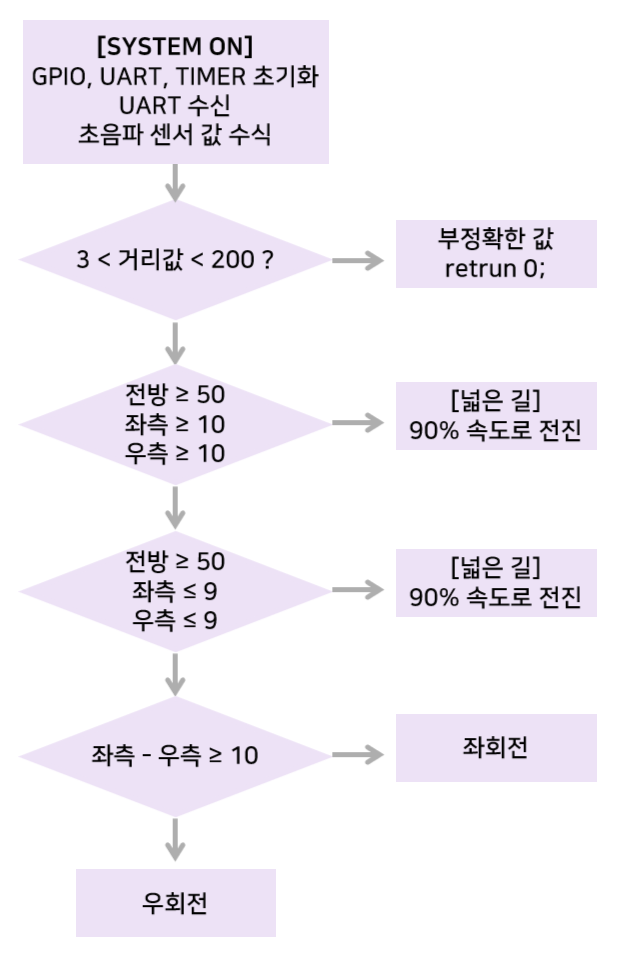 [SYSTEM ON]
GPIO, UART, TIMER 초기화
UART 수신
초음파 센서 값 수식
3 < 거리값 < 200 ?
부정확한 값
retrun 0;
전방 ≥ 50
좌측 ≥ 10
우측 ≥ 10
[넓은 길]
90% 속도로 전진
전방 ≥ 50
좌측 ≤ 9
우측 ≤ 9
[넓은 길]
90% 속도로 전진
좌측 - 우측 ≥ 10
좌회전
우회전